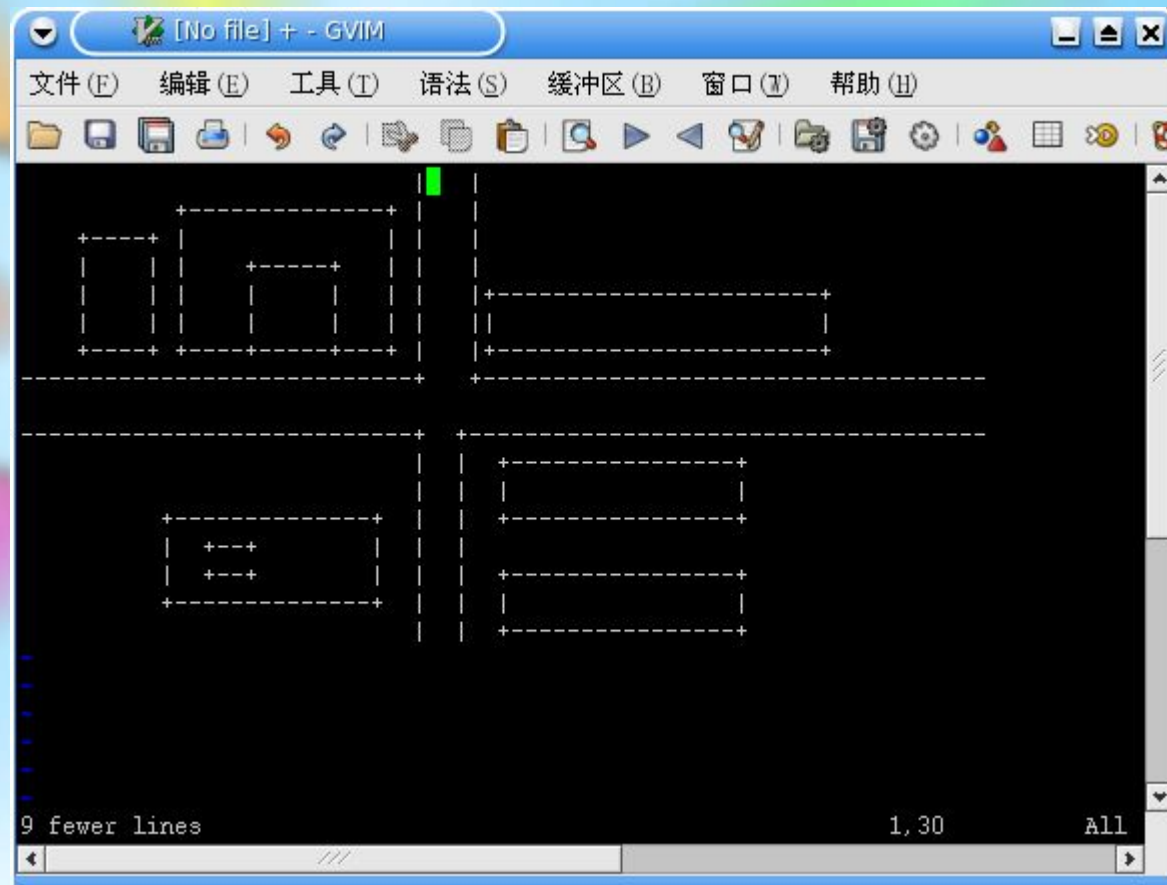 [No file] + - GVIM
文件(F) 编辑(E) 工具(T) 语法(S) 缓冲区(B) 窗口(W) 帮助(H)
9 fewer lines 1,30 All